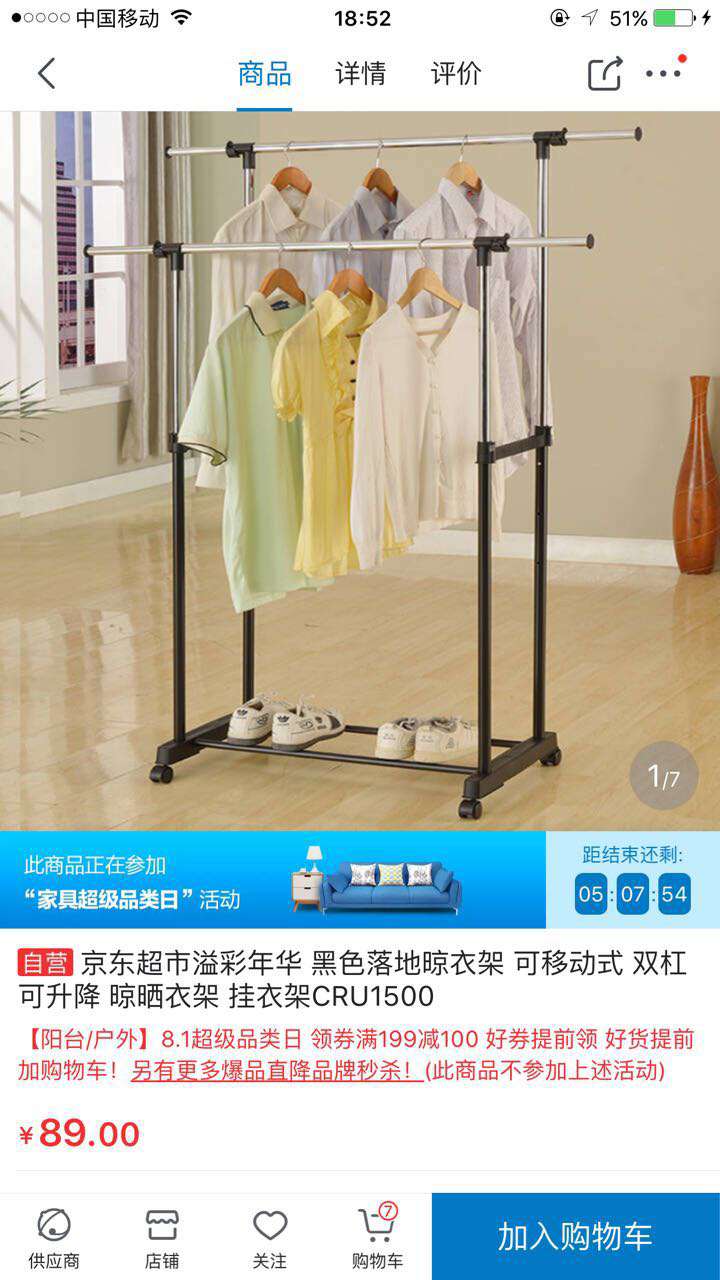 中国移动 18:52 51%
商品 详情 评价
1/7
此商品正在参加
“家具超级品类日”活动
距结束还剩:
05:07:54
自营 京东超市溢彩年华 黑色落地晾衣架 可移动式 双杠
可升降 晾晒衣架 挂衣架CRU1500
【阳台/户外】8.1超级品类日 领券满199减100 好券提前领 好货提前
加购物车！另有更多爆品直降品牌秒杀！(此商品不参加上述活动)
¥89.00
7
供应商 店铺 关注 购物车 加入购物车